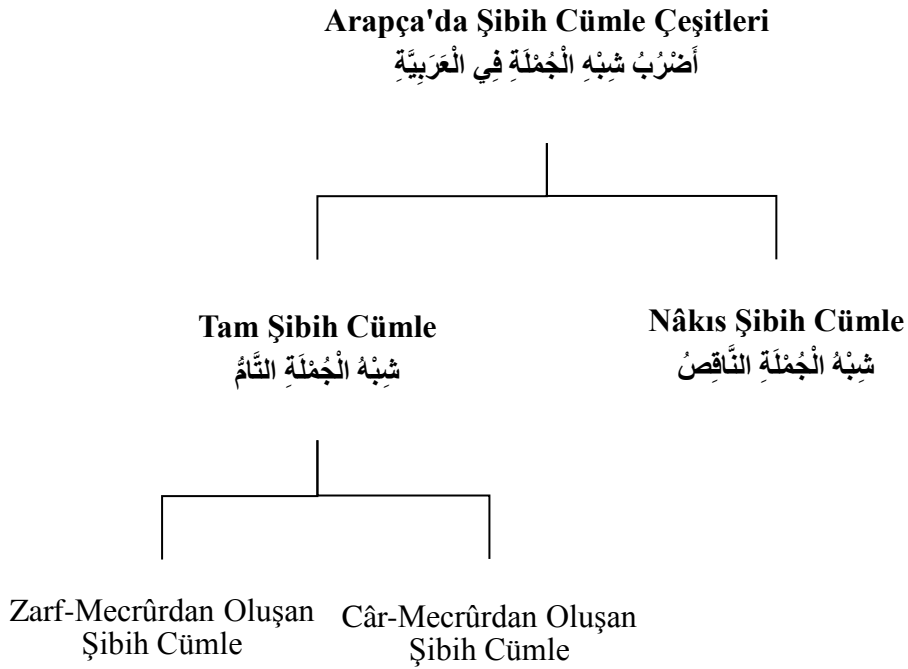 Arapça'da Şibih Cümle Çeşitleri
أَضْرُبُ شِبْهِ الْجُمْلَةِ فِي الْعَرَبِيَّةِ
Tam Şibih Cümle
شِبْهُ الْجُمْلَةِ التَّامُّ
Nâkıs Şibih Cümle
شِبْهُ الْجُمْلَةِ النَّاقِصُ
Zarf-Mecrûrdan Oluşan
Şibih Cümle
Câr-Mecrûrdan Oluşan
Şibih Cümle